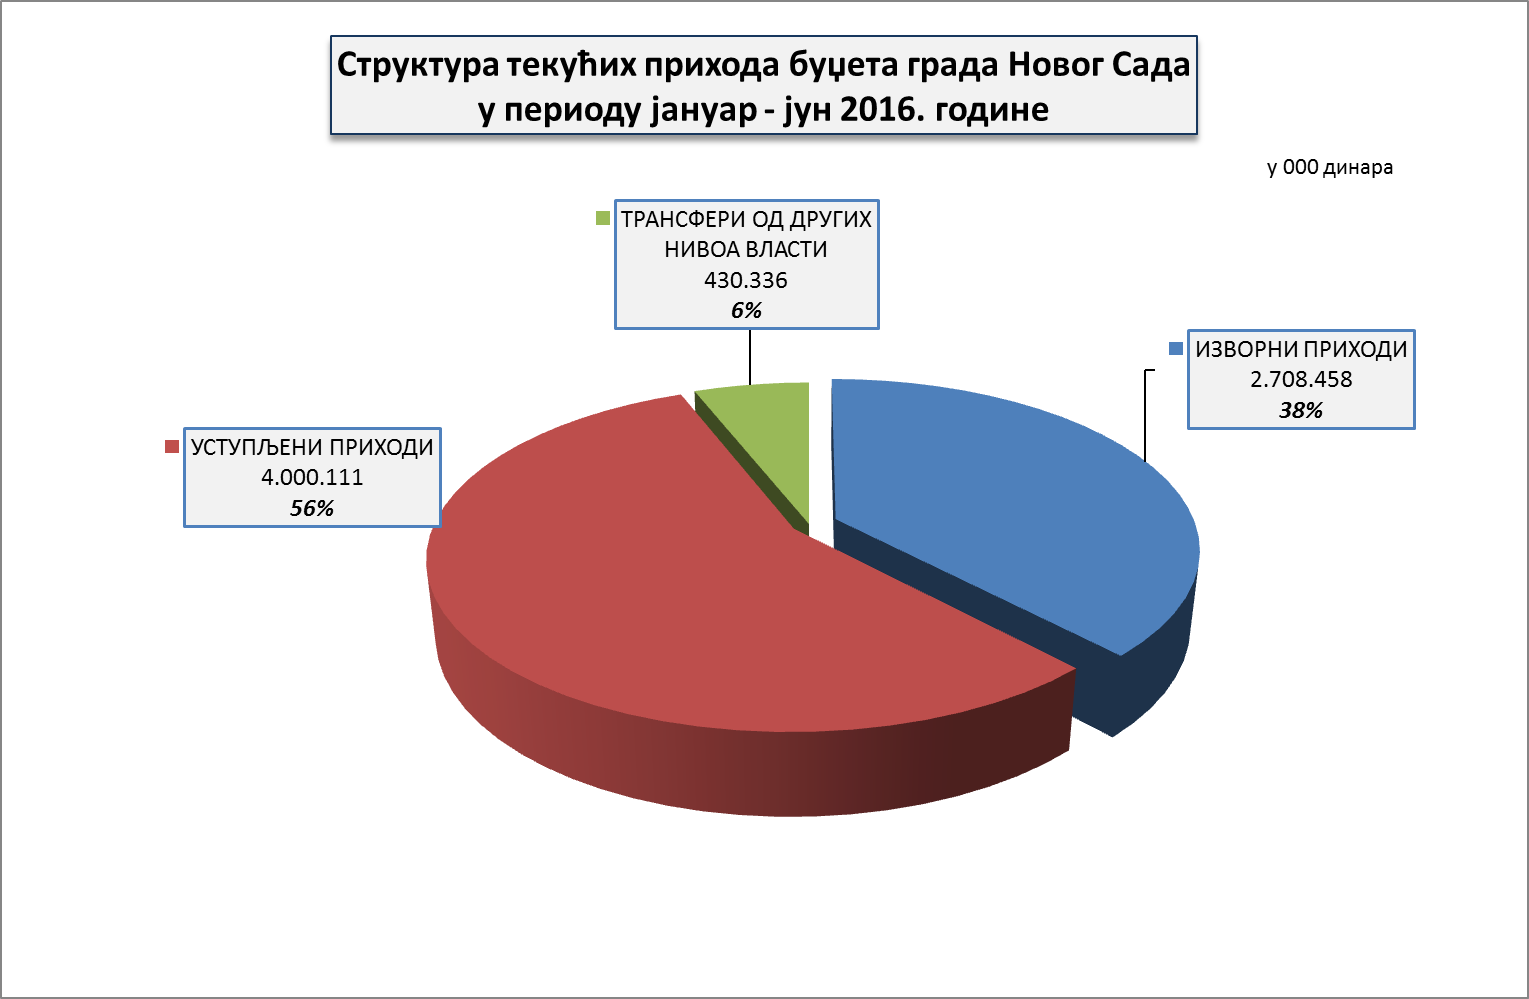 Структура текућих прихода буџета града Новог Сада
у периоду јануар - јун 2016. године
у 000 динара
ТРАНСФЕРИ ОД ДРУГИХ
НИВОА ВЛАСТИ
430.336
6%
ИЗВОРНИ ПРИХОДИ
2.708.458
38%
УСТУПЉЕНИ ПРИХОДИ
4.000.111
56%